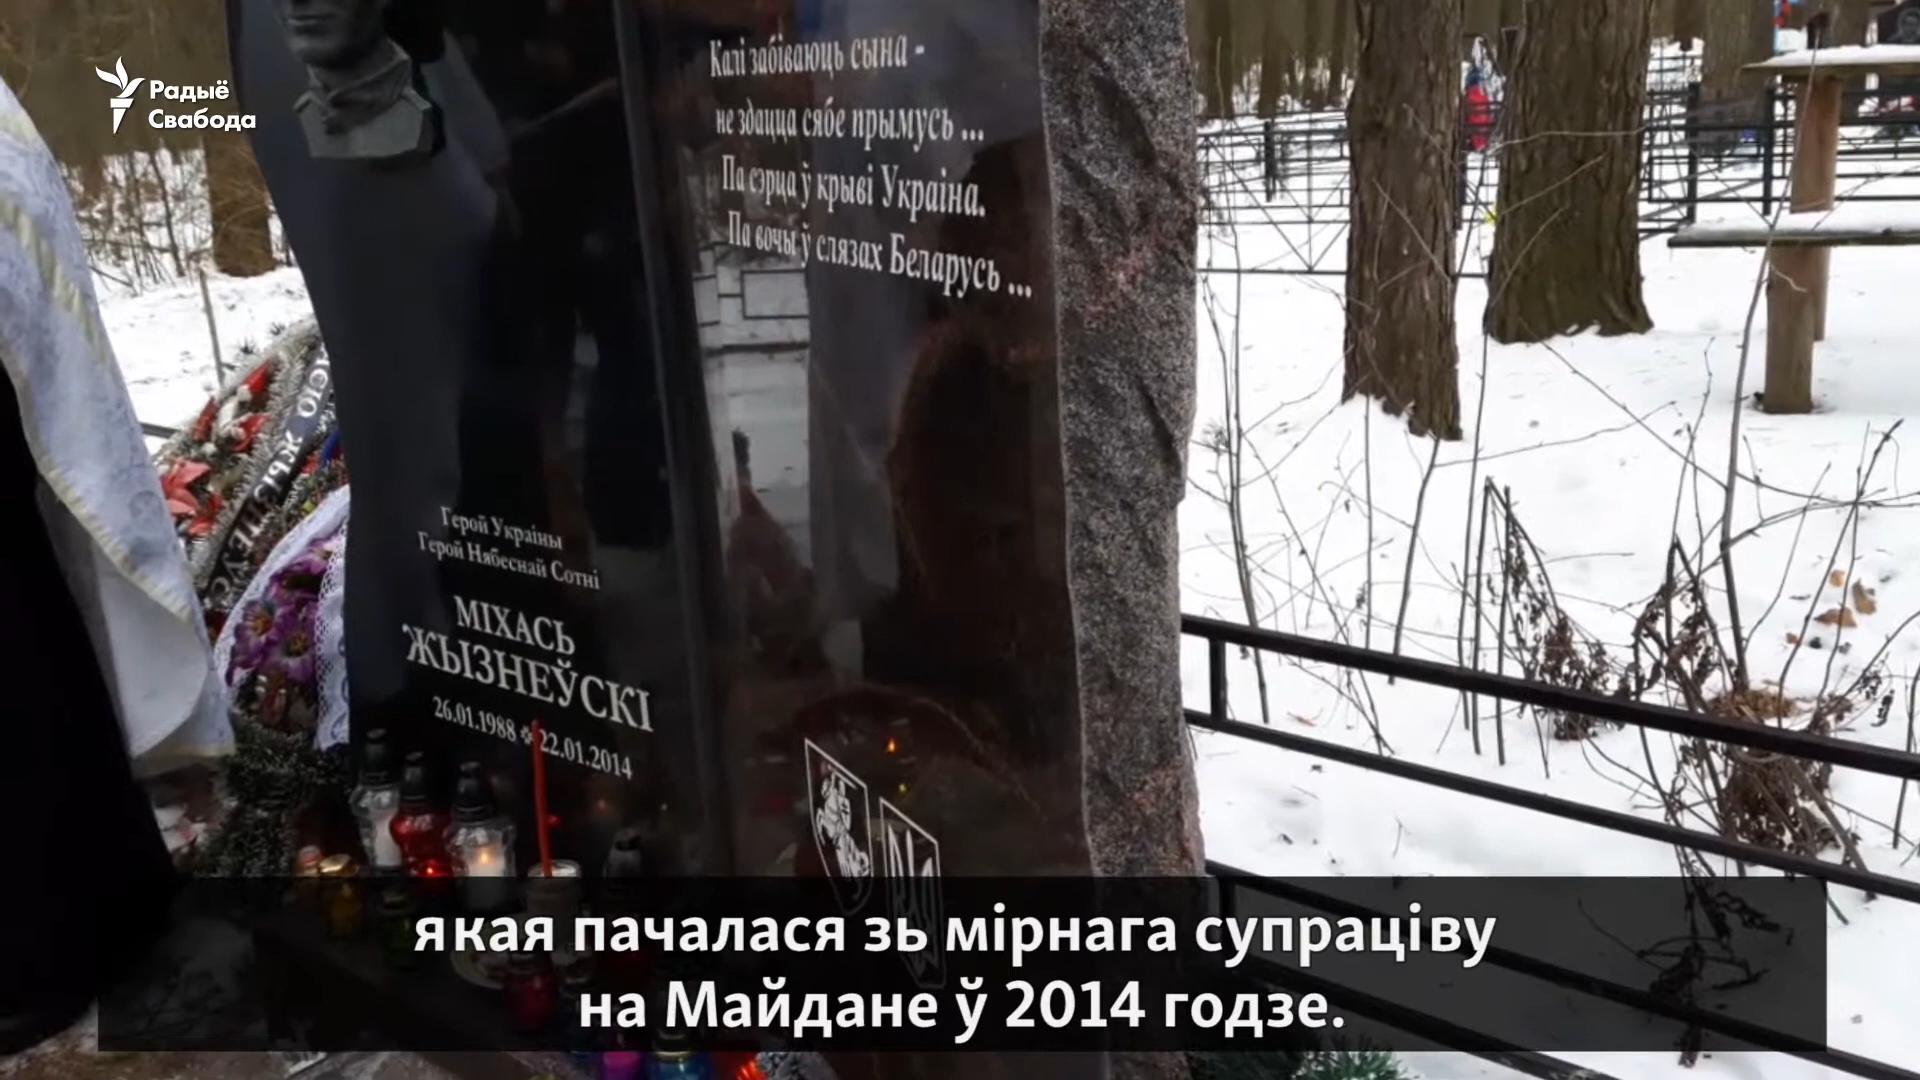 Радыё
Свабода
Калі забіваюць сына -
не здацца сябе прымусь ...
Па сэрца ў крыві Украіна.
Па вочы ў слязах Беларусь ...
Герой Украіны
Герой Нябеснай Сотні
МІХАСЬ
ЖЫЗНЕЎСКІ
26.01.1988 22.01.2014
якая пачалася зь мірнага супраціву
на Майдане ў 2014 годзе.